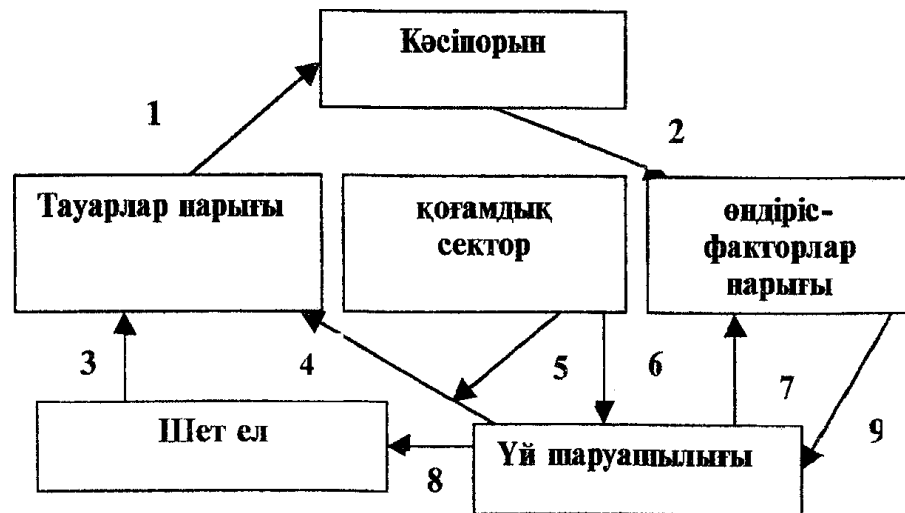 Кәсіпорын
1
2
Тауарлар нарығы
қоғамдық
сектор
өндіріс-
факторлар
нарығы
3
4
5
6
7
9
Шет ел
8
Үй шаруашылығы